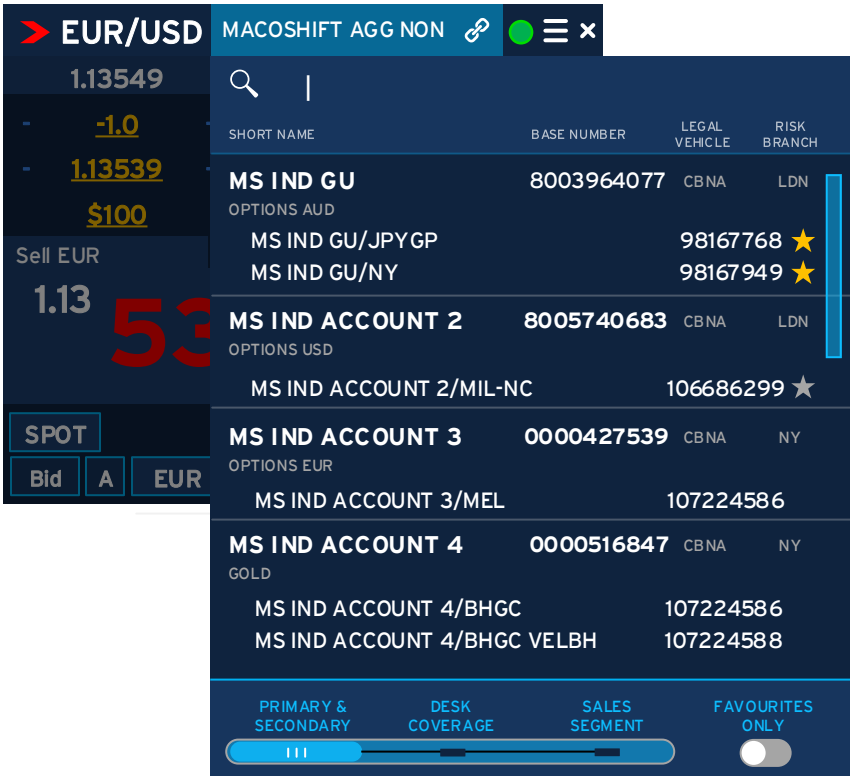 EUR/USD
MACOSHIFT AGG NON
1.13549
-1.0
1.13539
$100
Sell EUR
1.13
53
SPOT
Bid A EUR
SHORT NAME BASE NUMBER LEGAL VEHICLE RISK BRANCH
MS IND GU 8003964077 CBNA LDN
OPTIONS AUD
MS IND GU/JPYGP 98167768
MS IND GU/NY 98167949
MS IND ACCOUNT 2 8005740683 CBNA LDN
OPTIONS USD
MS IND ACCOUNT 2/MIL-NC 106686299
MS IND ACCOUNT 3 0000427539 CBNA NY
OPTIONS EUR
MS IND ACCOUNT 3/MEL 107224586
MS IND ACCOUNT 4 0000516847 CBNA NY
GOLD
MS IND ACCOUNT 4/BHGC 107224586
MS IND ACCOUNT 4/BHGC VELBH 107224588
PRIMARY & SECONDARY DESK COVERAGE SALES SEGMENT FAVOURITES ONLY